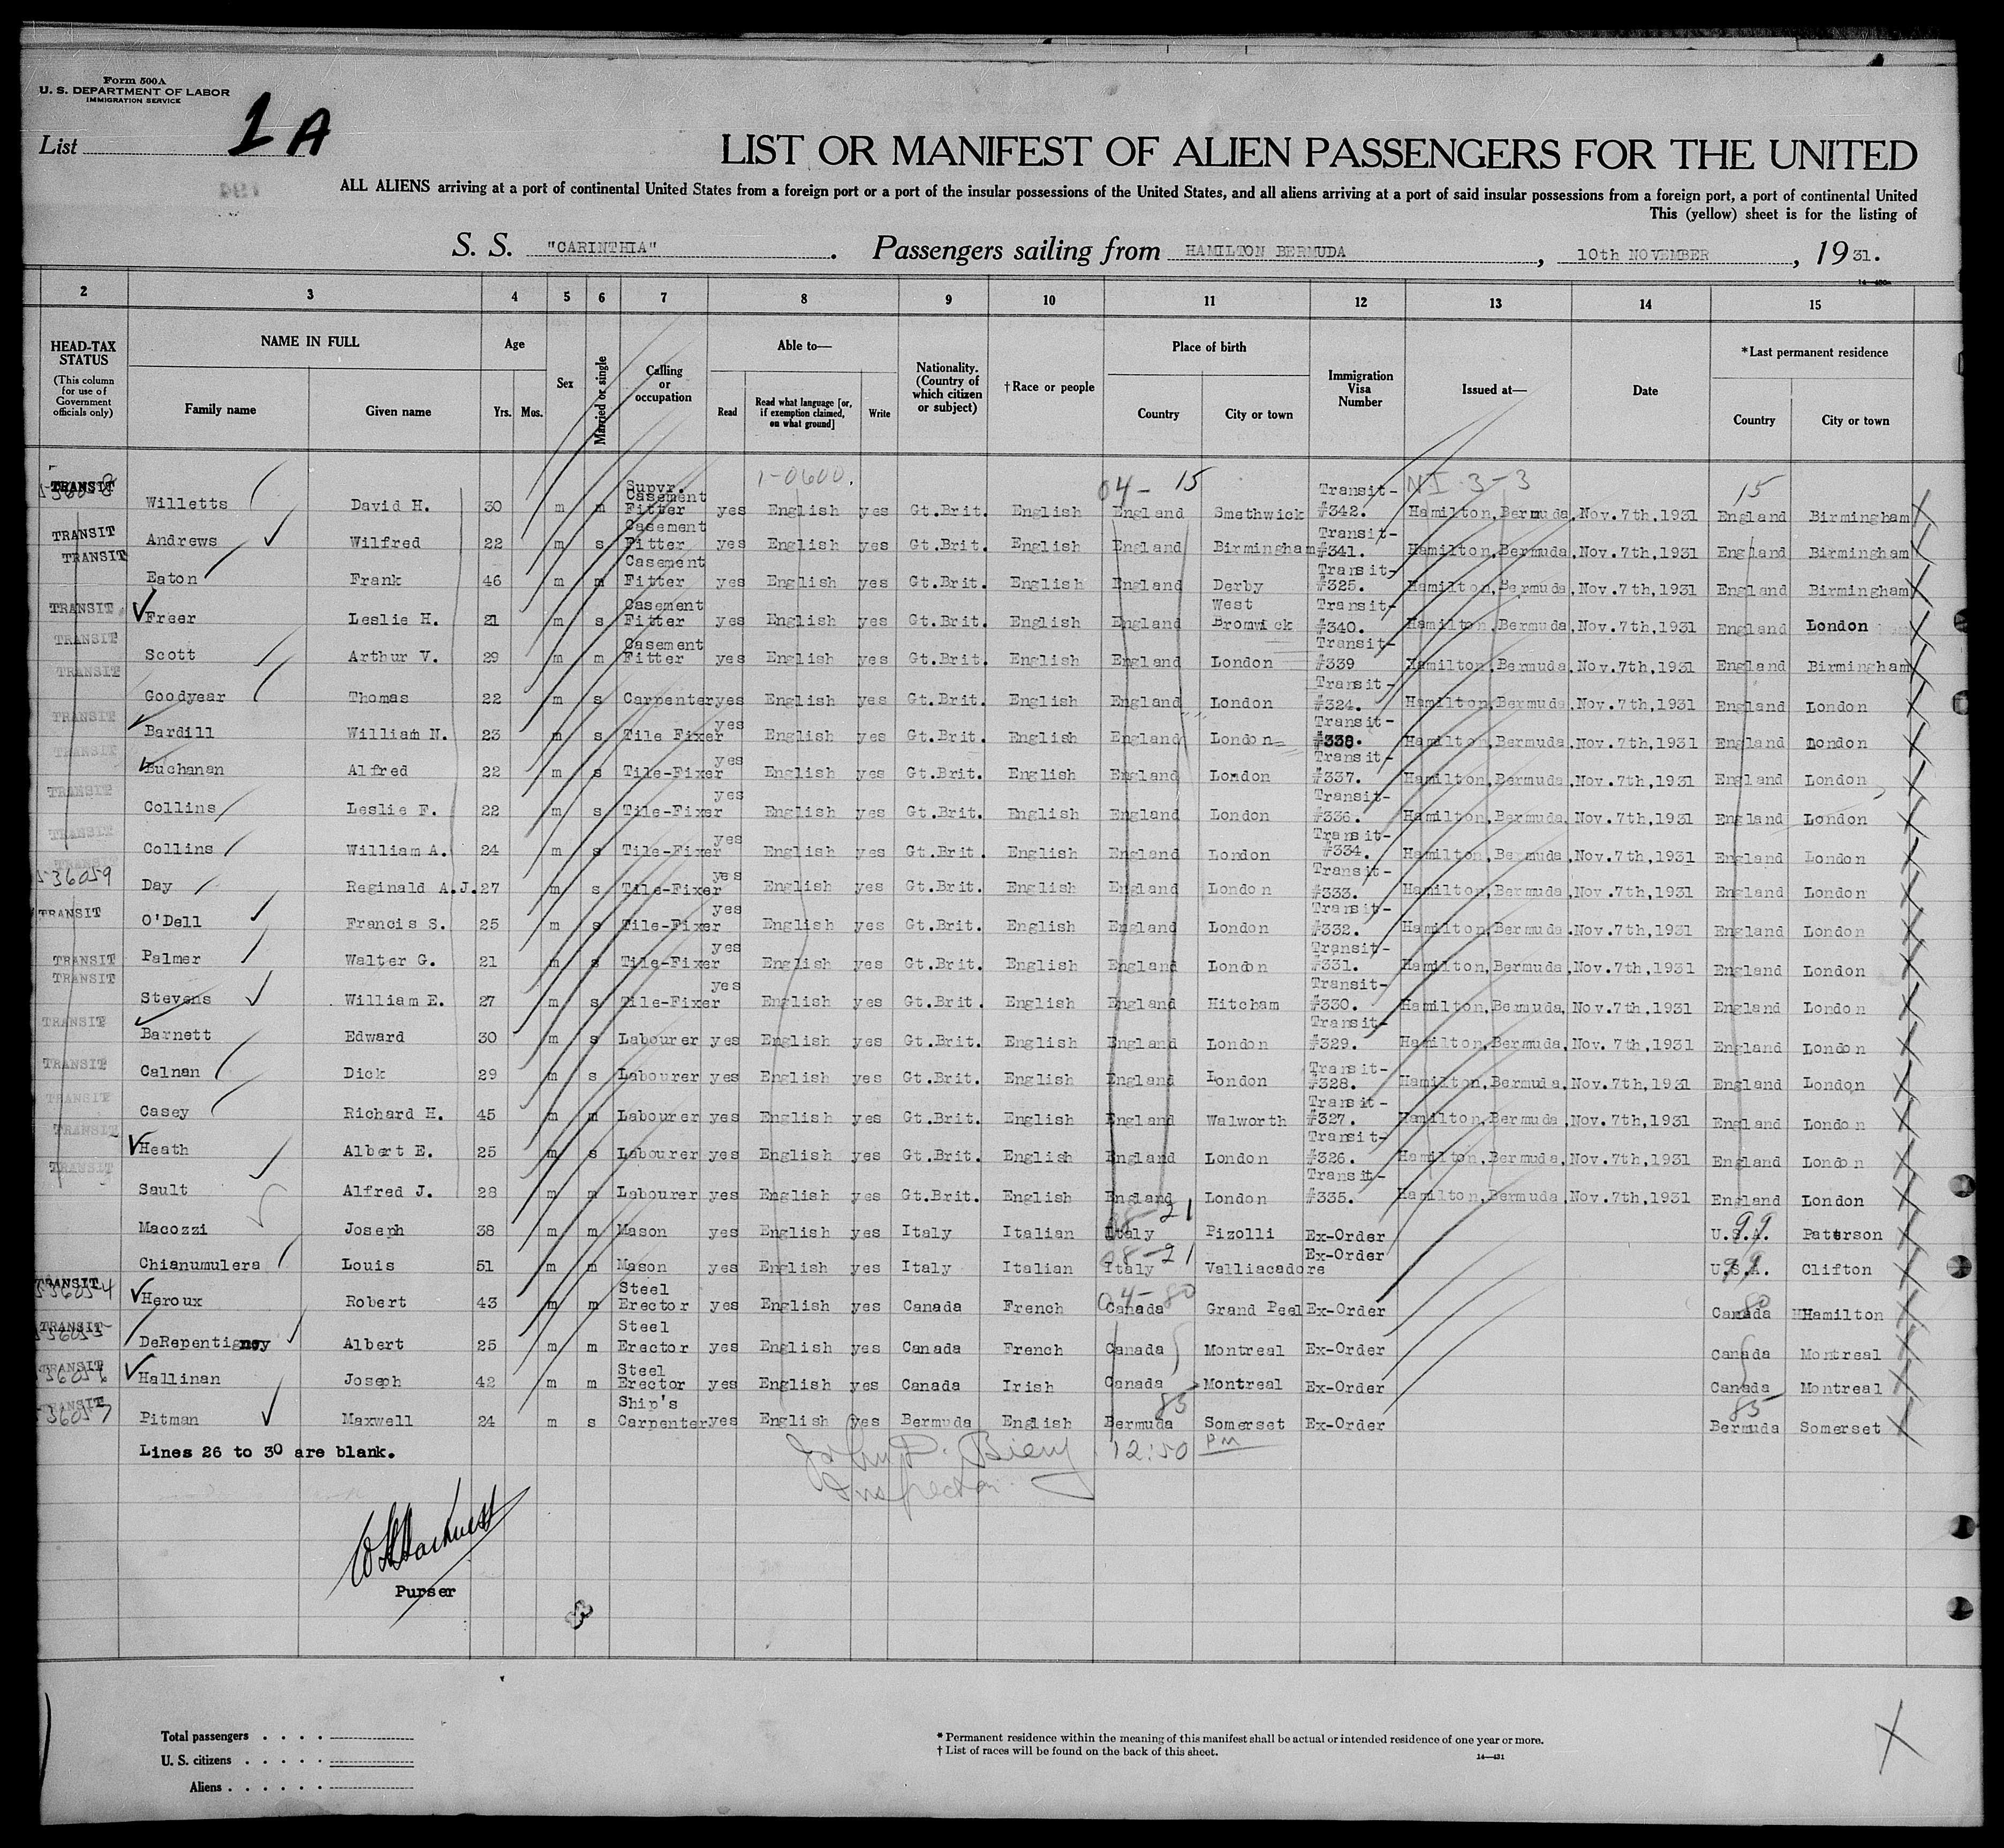 Form 500 A
U. S. DEPARTMENT OF LABOR
IMMIGRATION SERVICE
List 1 A
LIST OR MANIFEST OF ALIEN PASSENGERS FOR THE UNITED
ALL ALIENS arriving at a port of continental United States from a foreign port or a port of the insular possessions of the United States, and all aliens arriving at a port of said insular possessions from a foreign port, a port of continental United
This (yellow) sheet is for the listing of
S. S. "CARINTHIA". Passengers sailing from HAMILTON BERMUDA, 10th NOVEMBER, 1931.
14—430a
2 3 4 5 6 7 8 9 10 11 12 13 14 15
HEAD-TAX STATUS (This column for use of Government officials only) NAME IN FULL Family name Given name Age Yrs. Mos. Sex Married or single Calling or occupation Able to— Read Read what language [or, if exemption claimed, on what ground] Write Nationality. (Country of which citizen or subject) † Race or people Place of birth Country City or town Immigration Visa Number Issued at— Date *Last permanent residence Country City or town
1-0600. 04- 15 NI 3-3 15
TRANSIT Willetts David H. 30 m m Supvr. Casement Fitter yes English yes Gt.Brit. English England Smethwick Transit-#342. Hamilton,Bermuda, Nov.7th,1931 England Birmingham
TRANSIT Andrews Wilfred 22 m s Casement Fitter yes English yes Gt.Brit. English England Birmingham Transit-#341. Hamilton,Bermuda, Nov.7th,1931 England Birmingham
TRANSIT Eaton Frank 46 m m Casement Fitter yes English yes Gt.Brit. English England Derby Transit-#325. Hamilton,Bermuda, Nov.7th,1931 England Birmingham
TRANSIT Freer Leslie H. 21 m s Casement Fitter yes English yes Gt.Brit. English England West Bromwick Transit-#340. Hamilton,Bermuda, Nov.7th,1931 England London
TRANSIT Scott Arthur V. 29 m m Casement Fitter yes English yes Gt.Brit. English England London Transit-#339 Hamilton,Bermuda, Nov.7th,1931 England Birmingham
TRANSIT Goodyear Thomas 22 m s Carpenter yes English yes Gt.Brit. English England London Transit-#324. Hamilton,Bermuda, Nov.7th,1931 England London
TRANSIT Bardill William N. 23 m s Tile Fixer yes English yes Gt.Brit. English England London Transit-#338. Hamilton,Bermuda, Nov.7th,1931 England London
TRANSIT Buchanan Alfred 22 m s Tile-Fixer yes English yes Gt.Brit. English England London Transit-#337. Hamilton,Bermuda, Nov.7th,1931 England London
TRANSIT Collins Leslie F. 22 m s Tile-Fixer yes English yes Gt.Brit. English England London Transit-#336. Hamilton,Bermuda, Nov.7th,1931 England London
TRANSIT Collins William A. 24 m s Tile-Fixer yes English yes Gt.Brit. English England London Transit-#334. Hamilton,Bermuda, Nov.7th,1931 England London
TRANSIT 36059 Day Reginald A.J. 27 m s Tile-Fixer yes English yes Gt.Brit. English England London Transit-#333. Hamilton,Bermuda, Nov.7th,1931 England London
TRANSIT O'Dell Francis S. 25 m s Tile-Fixer yes English yes Gt.Brit. English England London Transit-#332. Hamilton,Bermuda, Nov.7th,1931 England London
TRANSIT Palmer Walter G. 21 m s Tile-Fixer yes English yes Gt.Brit. English England London Transit-#331. Hamilton,Bermuda, Nov.7th,1931 England London
TRANSIT Stevens William E. 27 m s Tile-Fixer yes English yes Gt.Brit. English England Hitcham Transit-#330. Hamilton,Bermuda, Nov.7th,1931 England London
TRANSIT Barnett Edward 30 m s Labourer yes English yes Gt.Brit. English England London Transit-#329. Hamilton,Bermuda, Nov.7th,1931 England London
TRANSIT Calnan Dick 29 m s Labourer yes English yes Gt.Brit. English England London Transit-#328. Hamilton,Bermuda, Nov.7th,1931 England London
TRANSIT Casey Richard H. 45 m m Labourer yes English yes Gt.Brit. English England Walworth Transit-#327. Hamilton,Bermuda, Nov.7th,1931 England London
TRANSIT Heath Albert E. 25 m s Labourer yes English yes Gt.Brit. English England London Transit-#326. Hamilton,Bermuda, Nov.7th,1931 England London
TRANSIT Sault Alfred J. 28 m m Labourer yes English yes Gt.Brit. English England London Transit-#335. Hamilton,Bermuda, Nov.7th,1931 England London
Macozzi Joseph 38 m m Mason yes English yes Italy Italian 08-21 Italy Pizolli Ex-Order 99 U.S.A. Patterson
Chianumulera Louis 51 m m Mason yes English yes Italy Italian 08-21 Italy Valliacadore Ex-Order 99 U.S.A. Clifton
TRANSIT 36054 Heroux Robert 43 m m Steel Erector yes English yes Canada French 04-80 Canada Grand Peel Ex-Order 80 Canada Hamilton
TRANSIT 36055 DeRepentigney Albert 25 m m Steel Erector yes English yes Canada French Canada Montreal Ex-Order Canada Montreal
TRANSIT 36056 Hallinan Joseph 42 m m Steel Erector yes English yes Canada Irish Canada Montreal Ex-Order Canada Montreal
TRANSIT 36057 Pitman Maxwell 24 m s Ship's Carpenter yes English yes Bermuda English 85 Bermuda Somerset Ex-Order 85 Bermuda Somerset
Lines 26 to 30 are blank.
John P. Bieny 12:50 PM
Inspector.
Purser
Total passengers
U. S. citizens
Aliens
* Permanent residence within the meaning of this manifest shall be actual or intended residence of one year or more.
† List of races will be found on the back of this sheet.
14—431